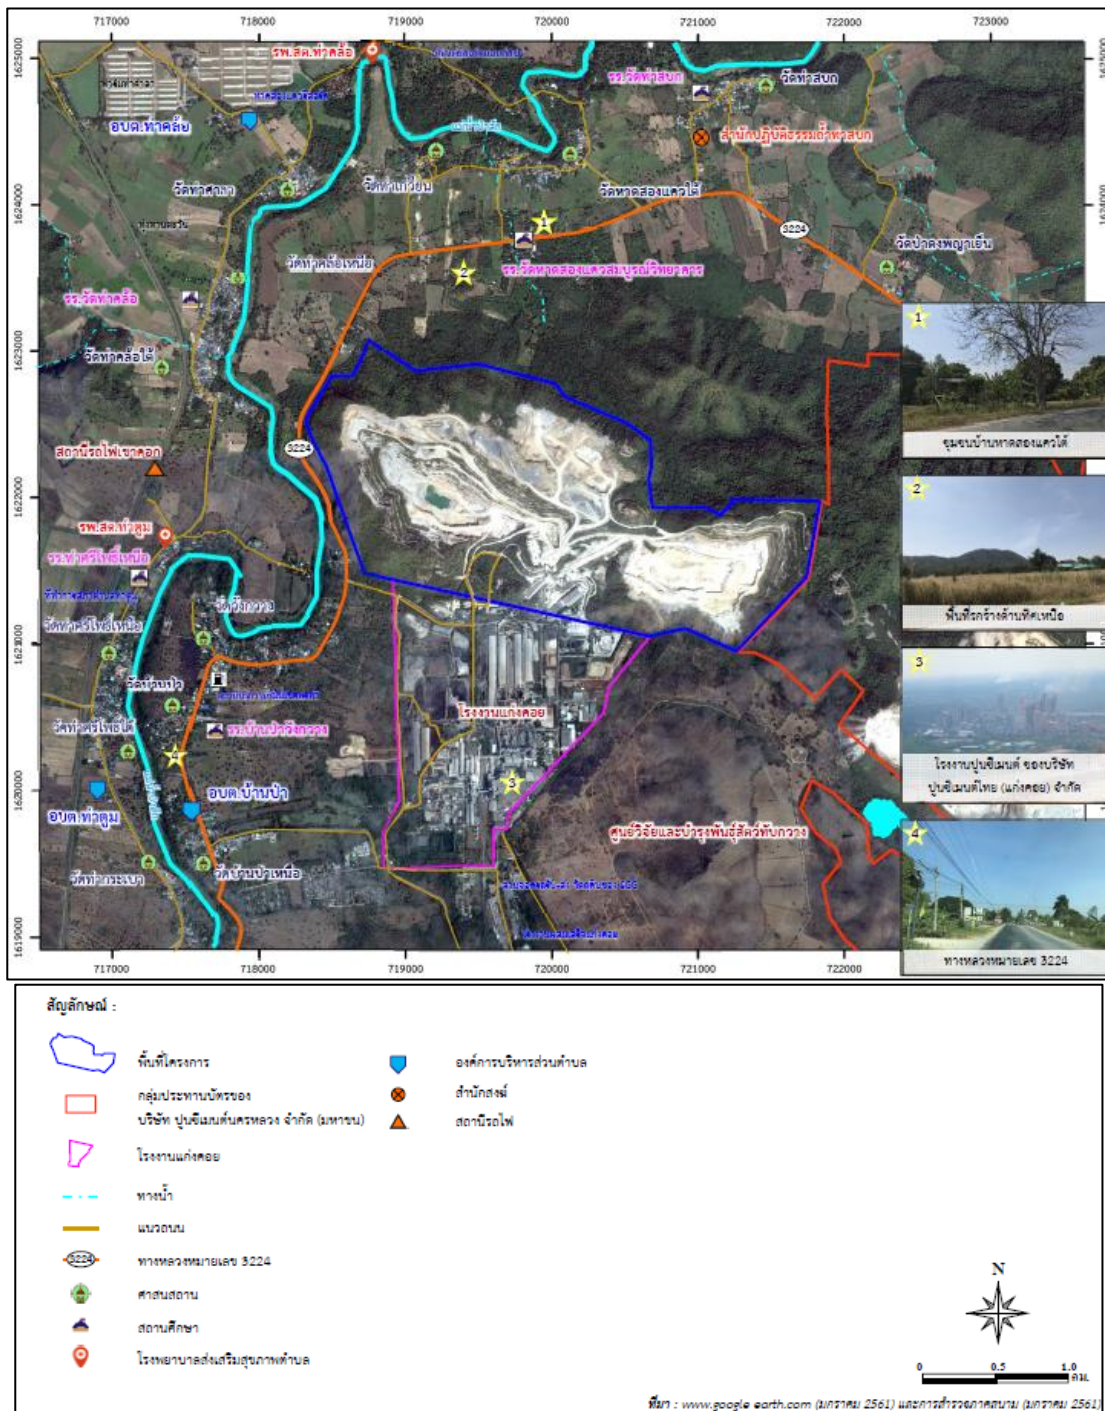 717000 718000 719000 720000 721000 722000 723000
1625000
1625000
รพ.สต.ท่าคล้อ
รร.วัดท่าสบก
วัดท่าสบก
อบต.ท่าคล้อ
สำนักปฏิบัติธรรมถ้ำท่าสบก
วัดท่าศาลา
วัดท่าเกวียน
วัดหาดสองแควใต้
1624000
1624000
3224
1
2
วัดท่าคล้อเหนือ
รร.วัดหาดสองแควสมบูรณ์วิทยาคาร
วัดป่าดงพญาเย็น
รร.วัดท่าคล้อ
1
1623000
วัดท่าคล้อใต้
ชุมชนบ้านหาดสองแควใต้
3224
สถานีรถไฟเขาคอก
2
1622000
รพ.สต.ท่าตูม
รร.ท่าศรีโพธิ์เหนือ
พื้นที่รกร้างด้านทิศเหนือ
วัดวังกวาง
วัดท่าศรีโพธิ์เหนือ
1621000
3
วัดท่าศรีโพธิ์ใต้
รร.บ้านป่าวังกวาง
โรงงานแก่งคอย
4
3
โรงงานปูนซีเมนต์ ของบริษัท
ปูนซีเมนต์ไทย (แก่งคอย) จำกัด
1620000
อบต.ท่าตูม
อบต.บ้านป่า
ศูนย์วิจัยและบำรุงพันธุ์สัตว์ทับกวาง
4
วัดท่ากระเบา
วัดบ้านป่าเหนือ
1619000
ทางหลวงหมายเลข 3224
717000 718000 719000 720000 721000 722000
สัญลักษณ์ :
พื้นที่โครงการ
องค์การบริหารส่วนตำบล
กลุ่มประทานบัตรของ
บริษัท ปูนซีเมนต์นครหลวง จำกัด (มหาชน)
สำนักสงฆ์
สถานีรถไฟ
โรงงานแก่งคอย
ทางน้ำ
แนวถนน
3224 ทางหลวงหมายเลข 3224
ศาสนสถาน
สถานศึกษา
โรงพยาบาลส่งเสริมสุขภาพตำบล
N
0 0.5 1.0
กม.
ที่มา : www.google earth.com (มกราคม 2561) และการสำรวจภาคสนาม (มกราคม 2561)